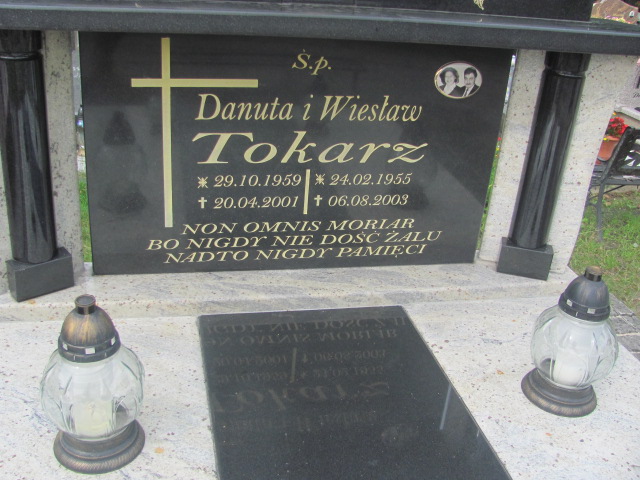 Ś.p.
Danuta i Wiesław
Tokarz
* 29.10.1959 * 24.02.1955
† 20.04.2001 † 06.08.2003
NON OMNIS MORIAR
BO NIGDY NIE DOŚĆ ŻALU
NADTO NIGDY PAMIĘCI